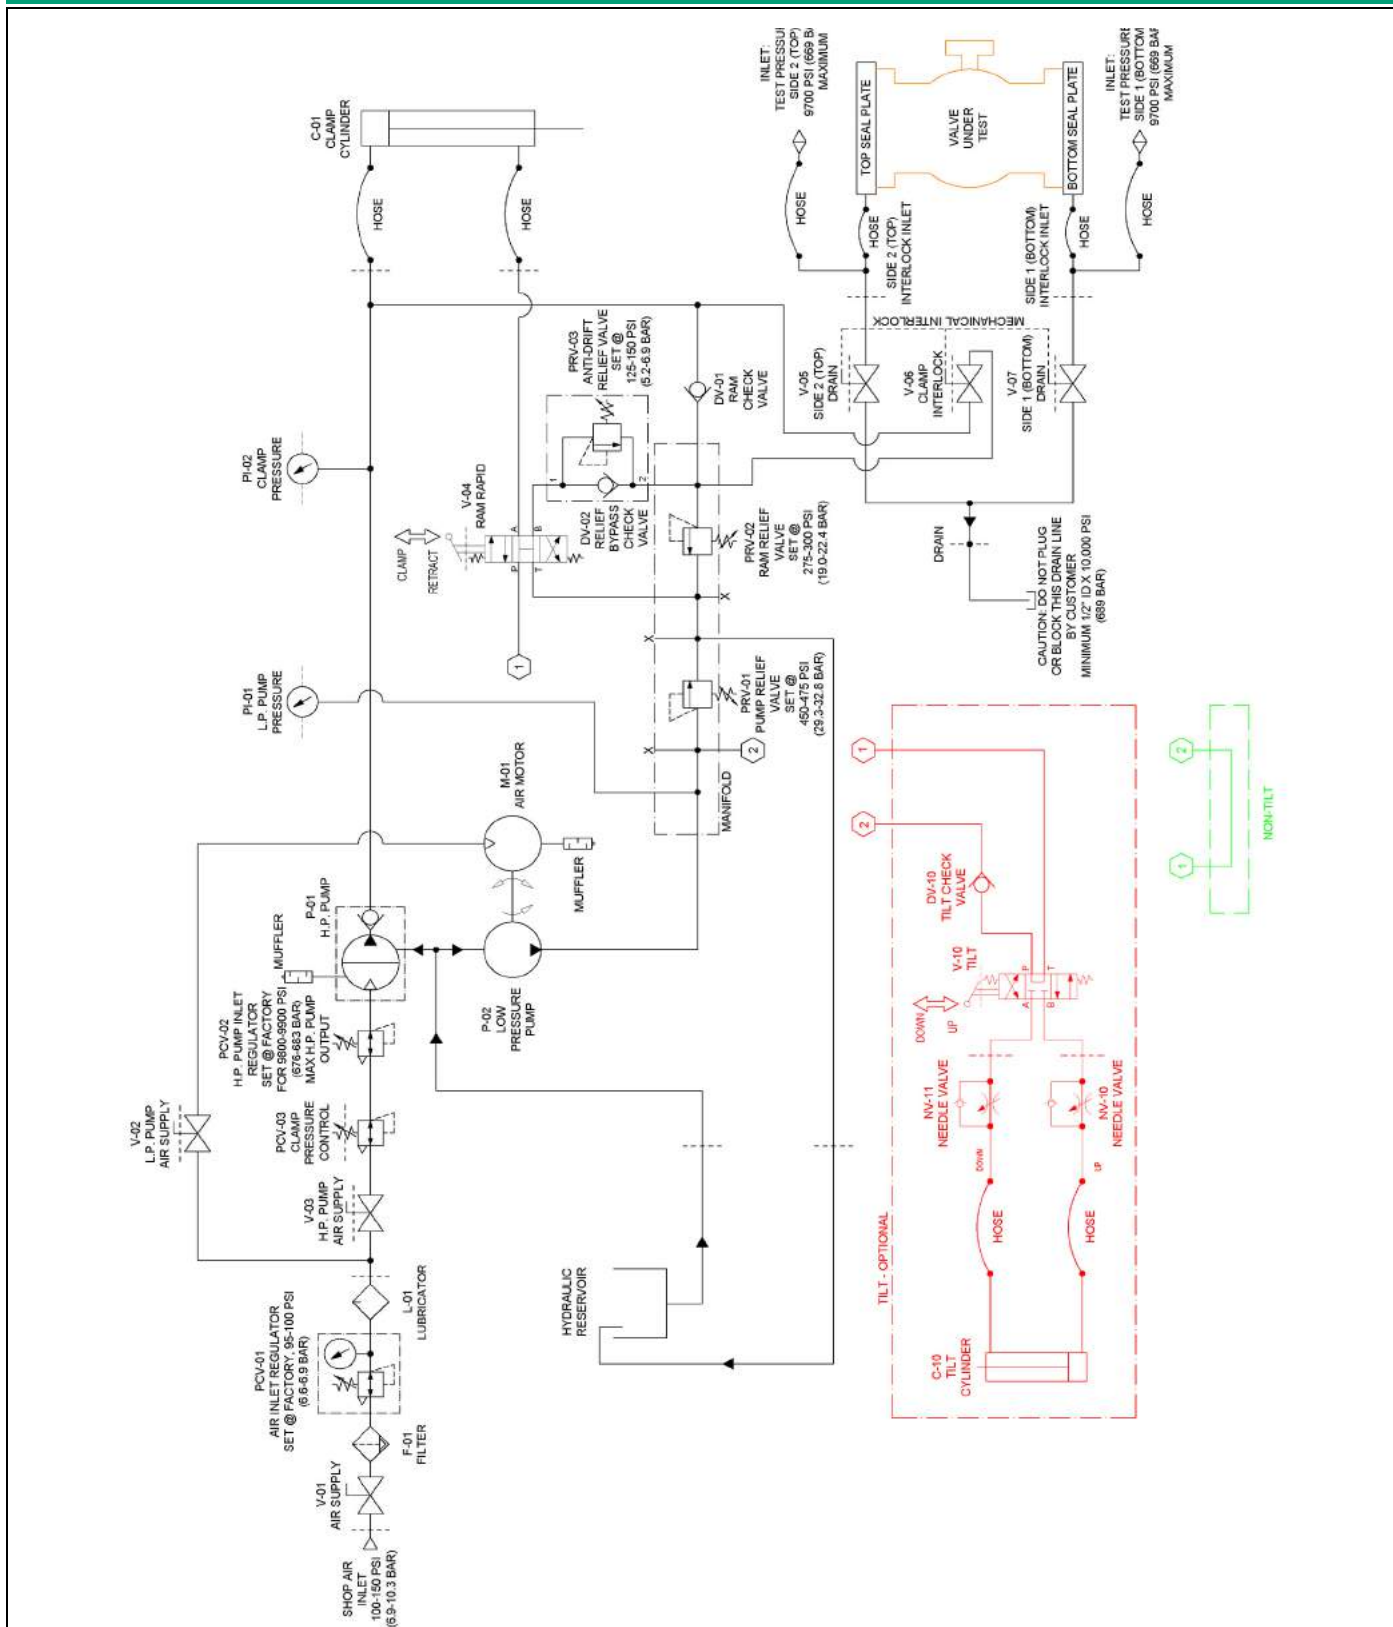 SHOP AIR
INLET
100-150 PSI
(6.9-10.3 BAR)
V-01
AIR SUPPLY
F-01
FILTER
PCV-01
AIR INLET REGULATOR
SET @ FACTORY, 95-100 PSI
(6.6-6.9 BAR)
L-01
LUBRICATOR
V-02
L.P. PUMP
AIR SUPPLY
V-03
H.P. PUMP
AIR SUPPLY
PCV-03
CLAMP
PRESSURE
CONTROL
PCV-02
H.P. PUMP INLET
REGULATOR
SET @ FACTORY
FOR 9800-9900 PSI
(676-683 BAR)
MAX H.P. PUMP
OUTPUT
MUFFLER
P-01
H.P. PUMP
P-02
LOW
PRESSURE
PUMP
M-01
AIR MOTOR
MUFFLER
HYDRAULIC
RESERVOIR
PI-01
L.P. PUMP
PRESSURE
PI-02
CLAMP
PRESSURE
C-01
CLAMP
CYLINDER
HOSE
HOSE
CLAMP
RETRACT
V-04
RAM RAPID
P
T
A
B
1
DV-02
RELIEF
BYPASS
CHECK
VALVE
1
2
PRV-03
ANTI-DRIFT
RELIEF VALVE
SET @
125-150 PSI
(5.2-6.9 BAR)
DV-01
RAM
CHECK
VALVE
MANIFOLD
X
X
X
2
PRV-01
PUMP RELIEF
VALVE
SET @
450-475 PSI
(29.3-32.8 BAR)
PRV-02
RAM RELIEF
VALVE
SET @
275-300 PSI
(19.0-22.4 BAR)
V-05
SIDE 2 (TOP)
DRAIN
V-06
CLAMP
INTERLOCK
V-07
SIDE 1 (BOTTOM)
DRAIN
MECHANICAL INTERLOCK
SIDE 2 (TOP)
INTERLOCK INLET
SIDE 1 (BOTTOM)
INTERLOCK INLET
HOSE
HOSE
HOSE
HOSE
INLET:
TEST PRESSURE
SIDE 2 (TOP)
9700 PSI (669 BA
MAXIMUM
INLET:
TEST PRESSURE
SIDE 1 (BOTTOM
9700 PSI (669 BAR
MAXIMUM
TOP SEAL PLATE
VALVE
UNDER
TEST
BOTTOM SEAL PLATE
DRAIN
CAUTION: DO NOT PLUG
OR BLOCK THIS DRAIN LINE
BY CUSTOMER
MINIMUM 1/2" ID X 10,000 PSI
(689 BAR)
TILT - OPTIONAL
C-10
TILT
CYLINDER
HOSE
HOSE
DOWN
UP
NV-11
NEEDLE VALVE
NV-10
NEEDLE VALVE
DOWN
UP
V-10
TILT
A
B
P
T
DV-10
TILT CHECK
VALVE
2
1
1
2
NON-TILT